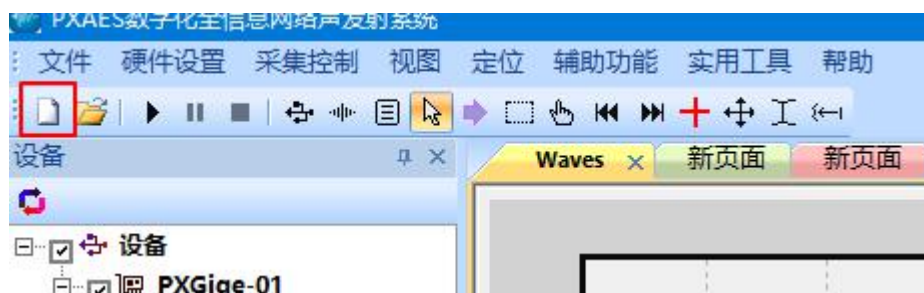 PXAES数字化全信息网络声发射系统
文件 硬件设置 采集控制 视图 定位 辅助功能 实用工具 帮助
设备
Waves 新页面 新页面
设备
PXGige-01